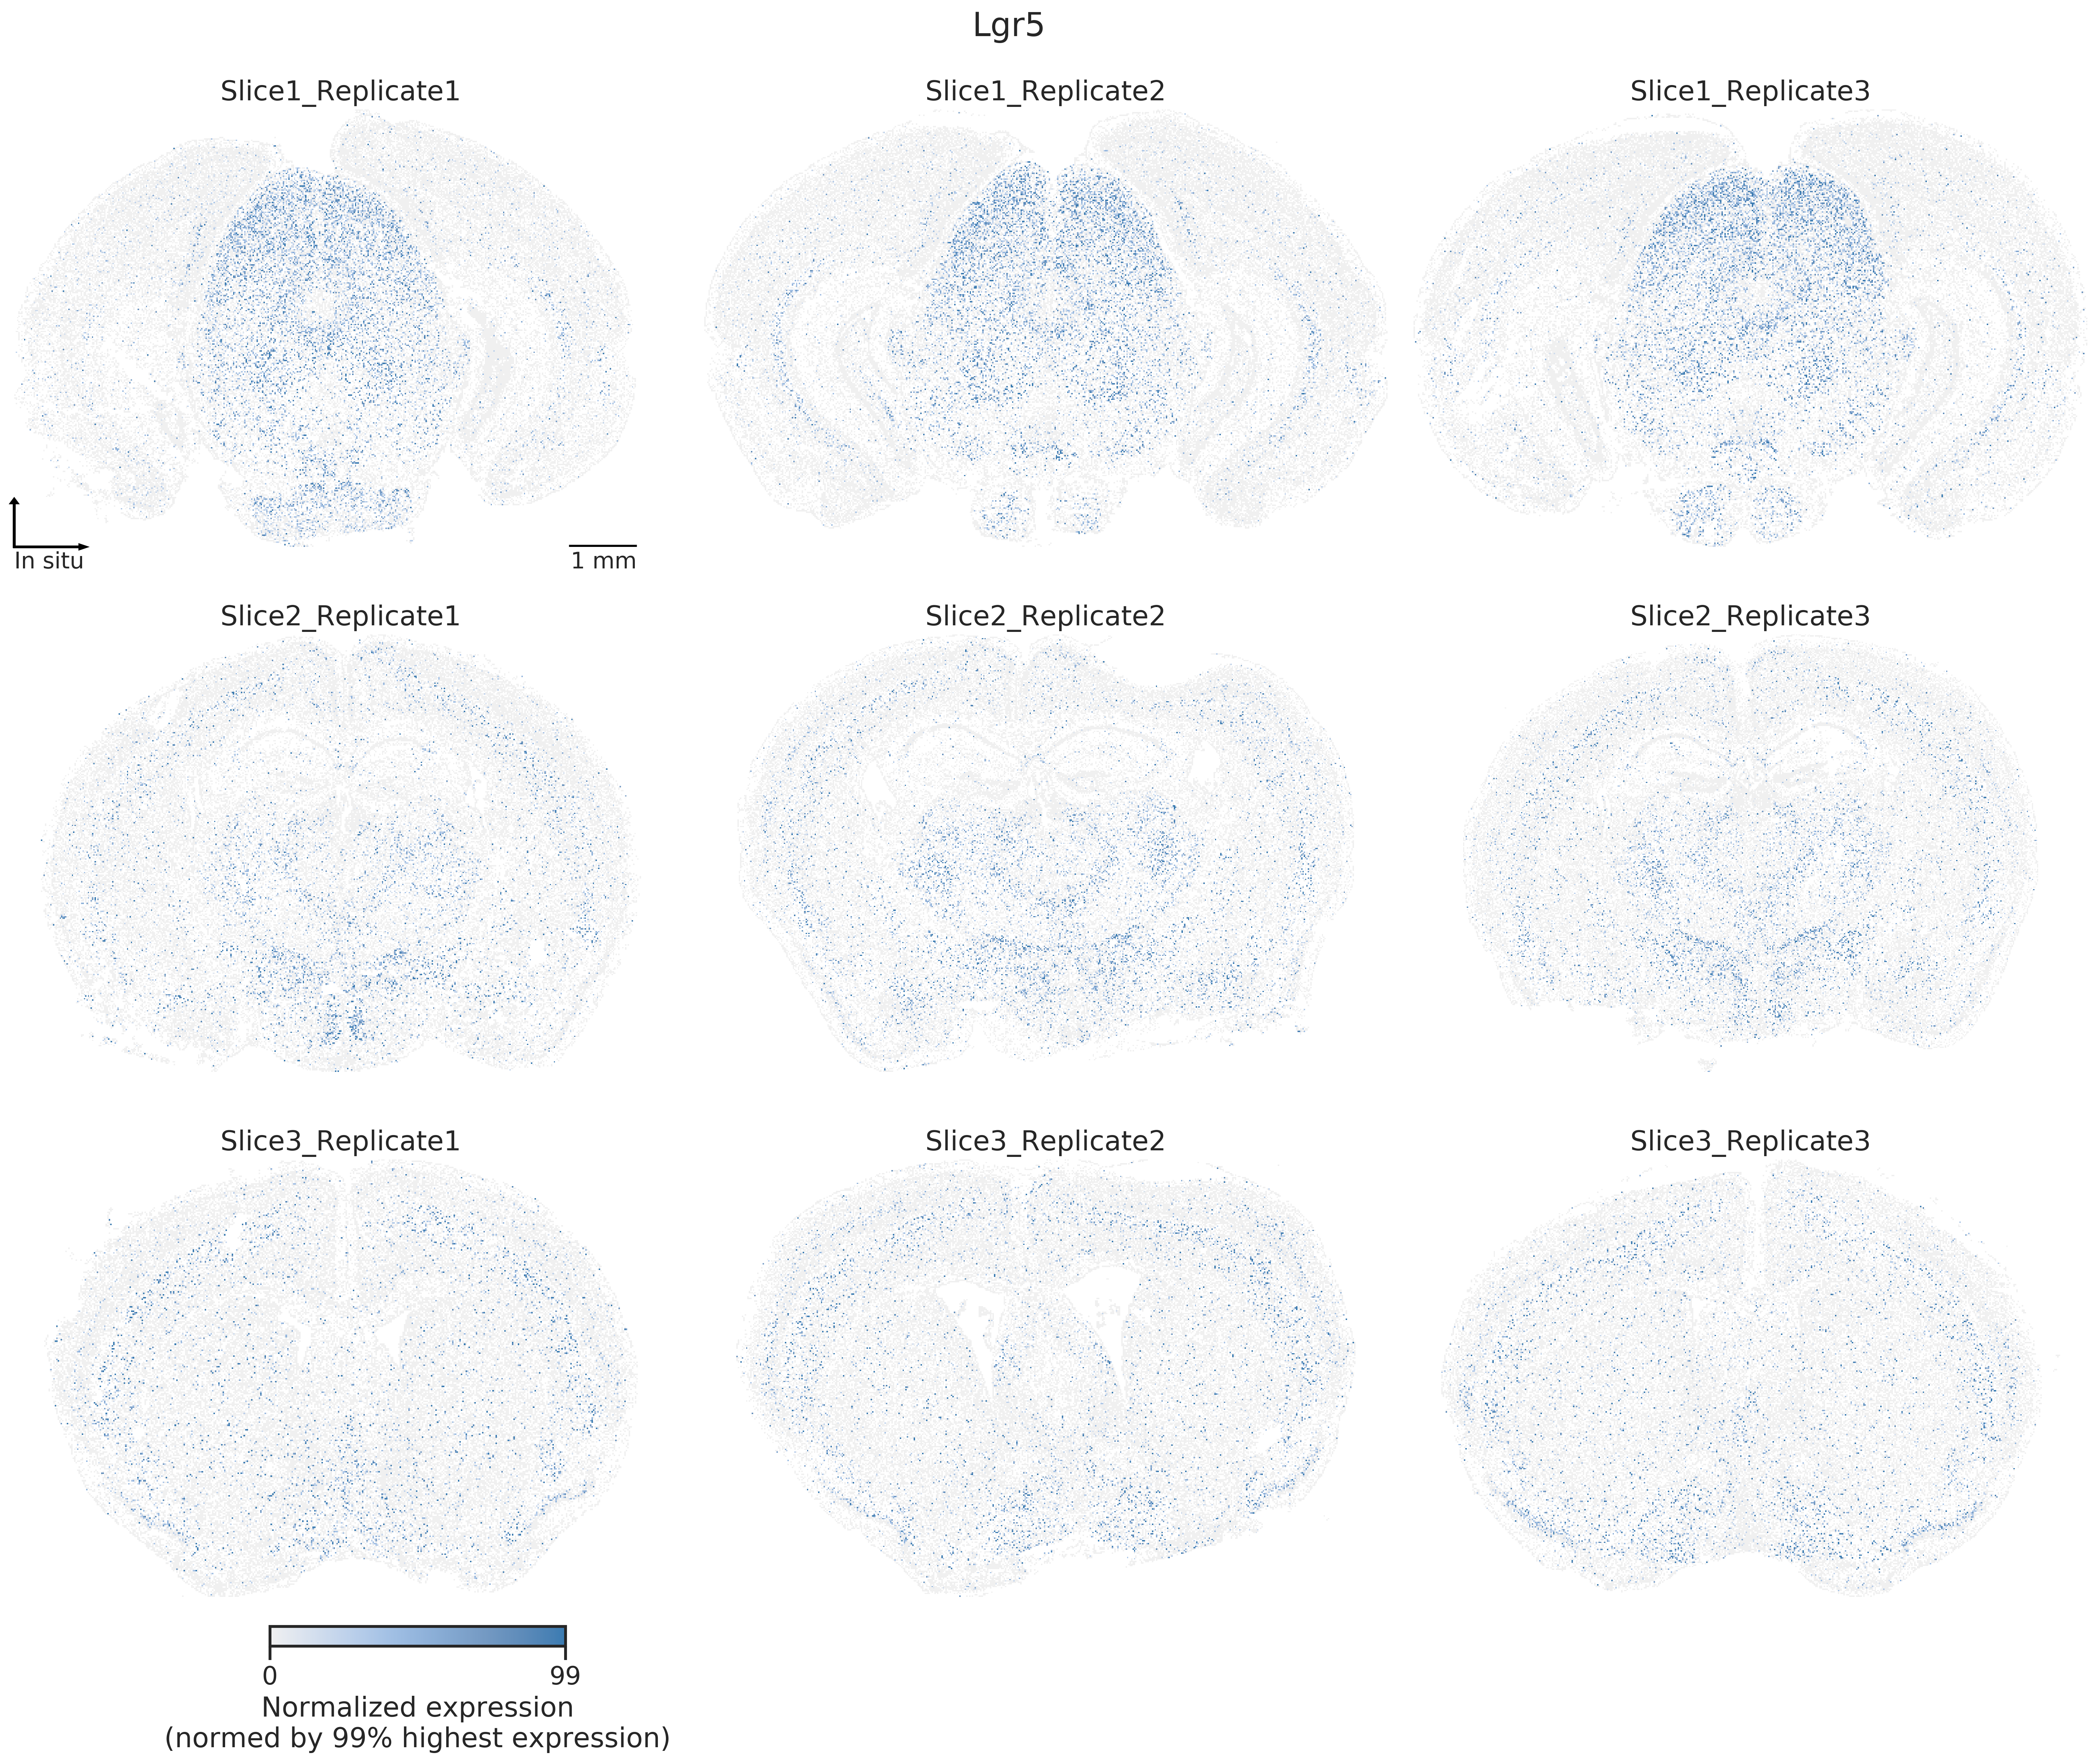 Lgr5
Slice1_Replicate1
Slice1_Replicate2
Slice1_Replicate3
In situ
1 mm
Slice2_Replicate1
Slice2_Replicate2
Slice2_Replicate3
Slice3_Replicate1
Slice3_Replicate2
Slice3_Replicate3
0
99
Normalized expression
(normed by 99% highest expression)